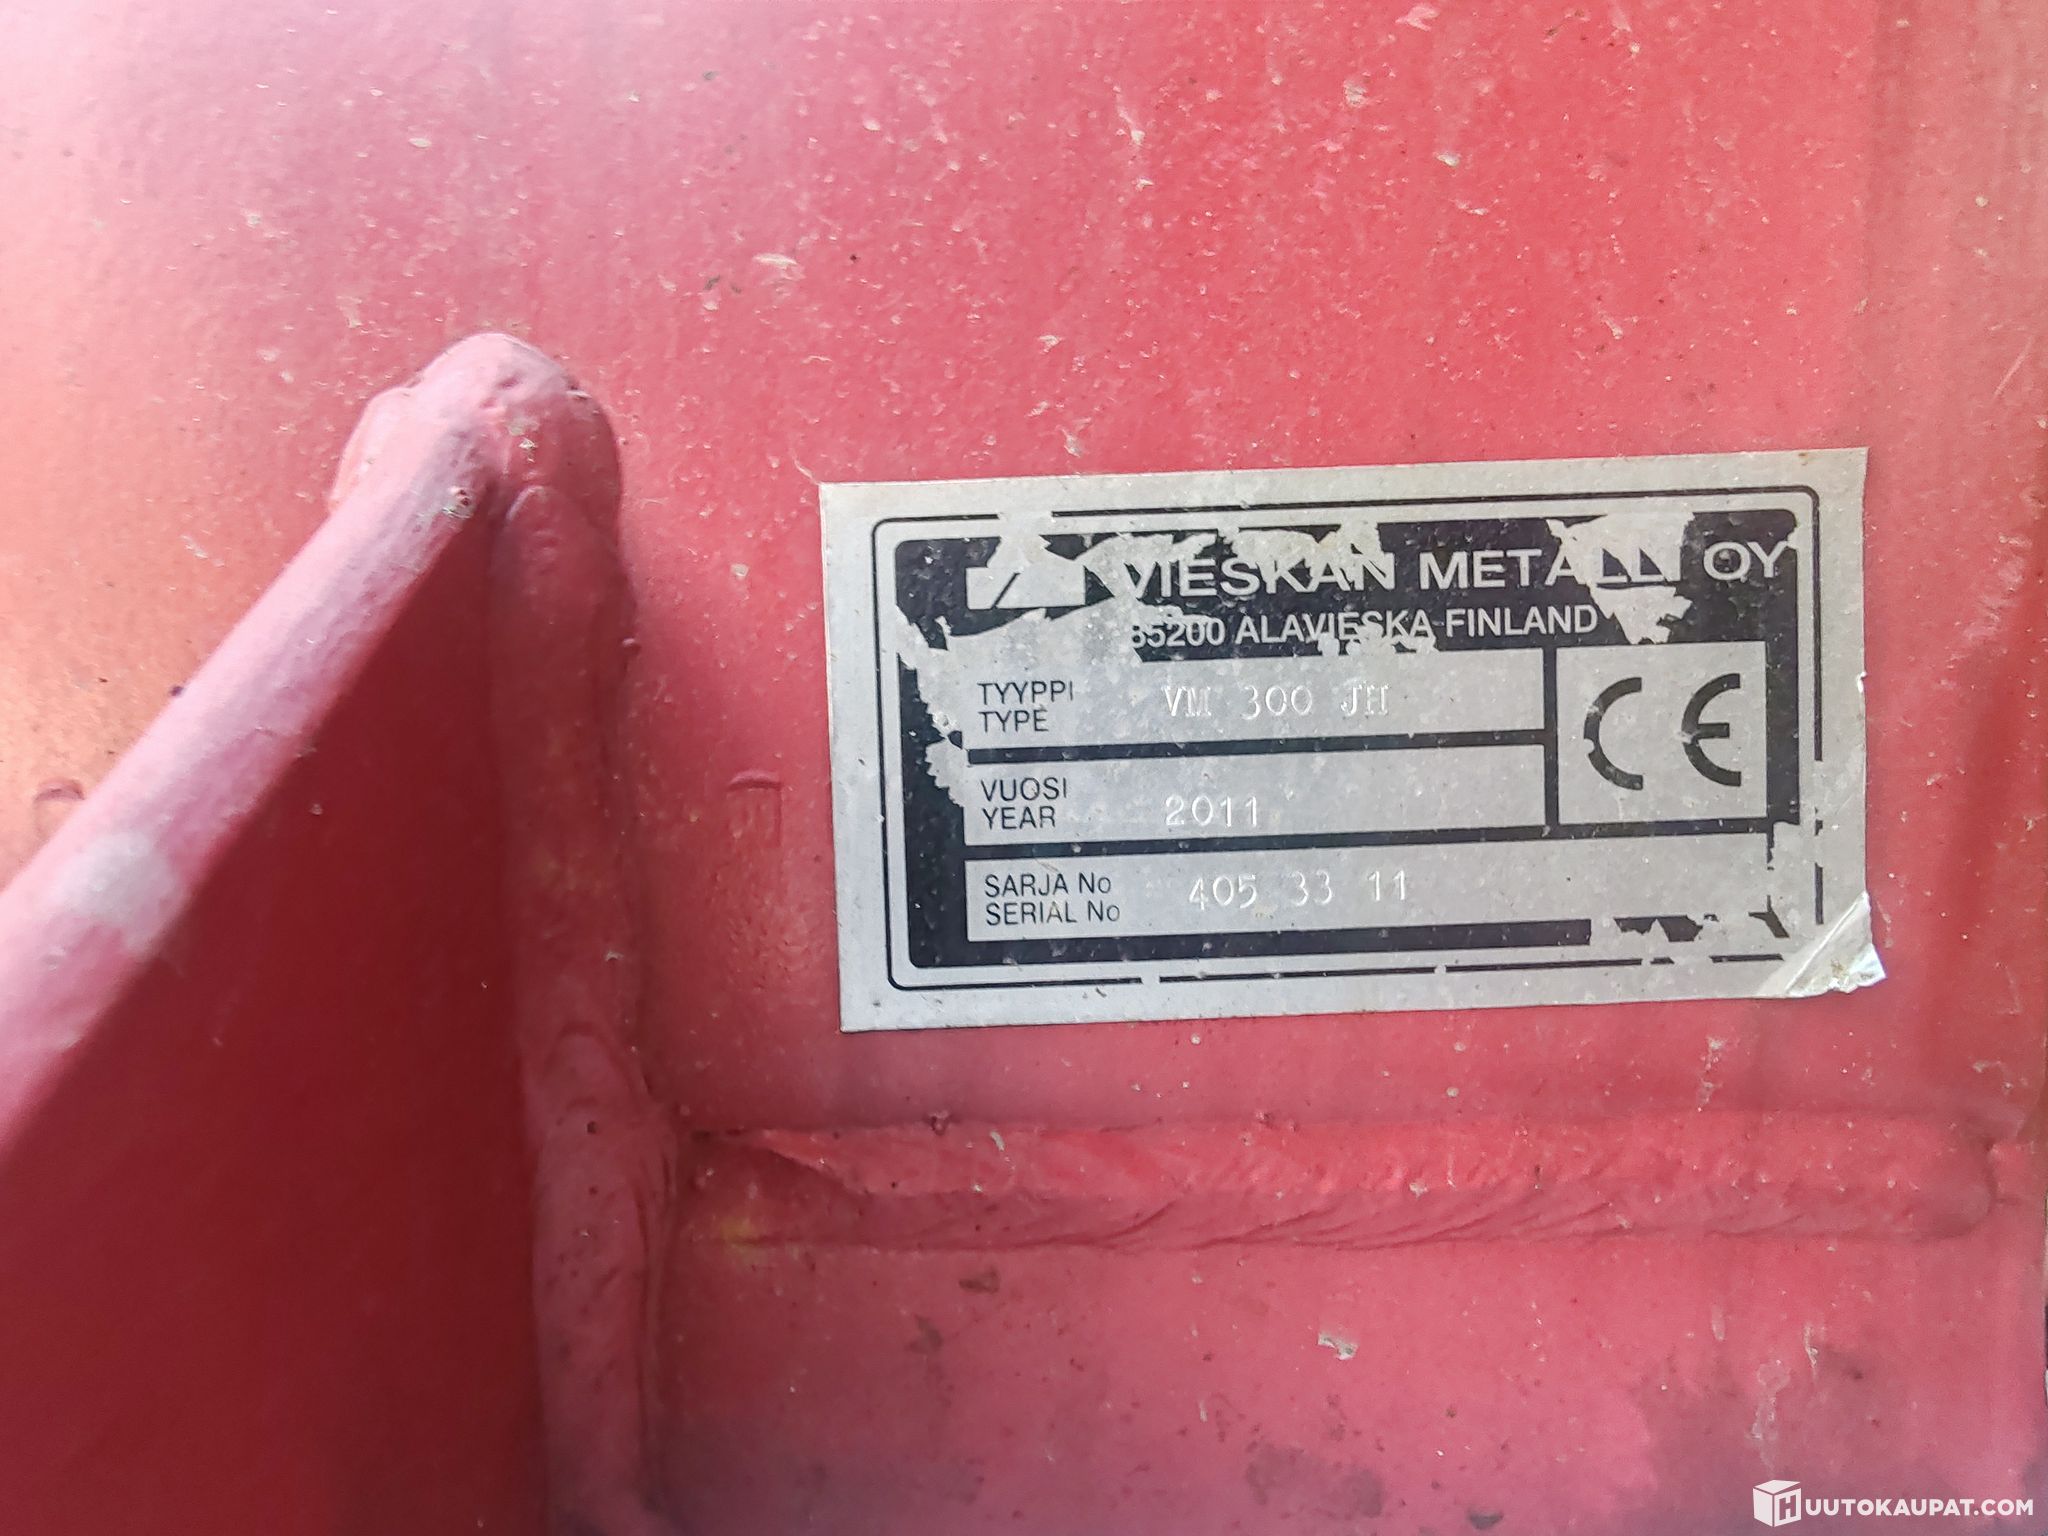 VIESKAN METALLI OY
85200 ALAVIESKA FINLAND
TYYPPI
TYPE
VM 300 JH
CE
VUOSI
YEAR
2011
SARJA No
SERIAL No
405 33 11
HUUTOKAUPAT.COM